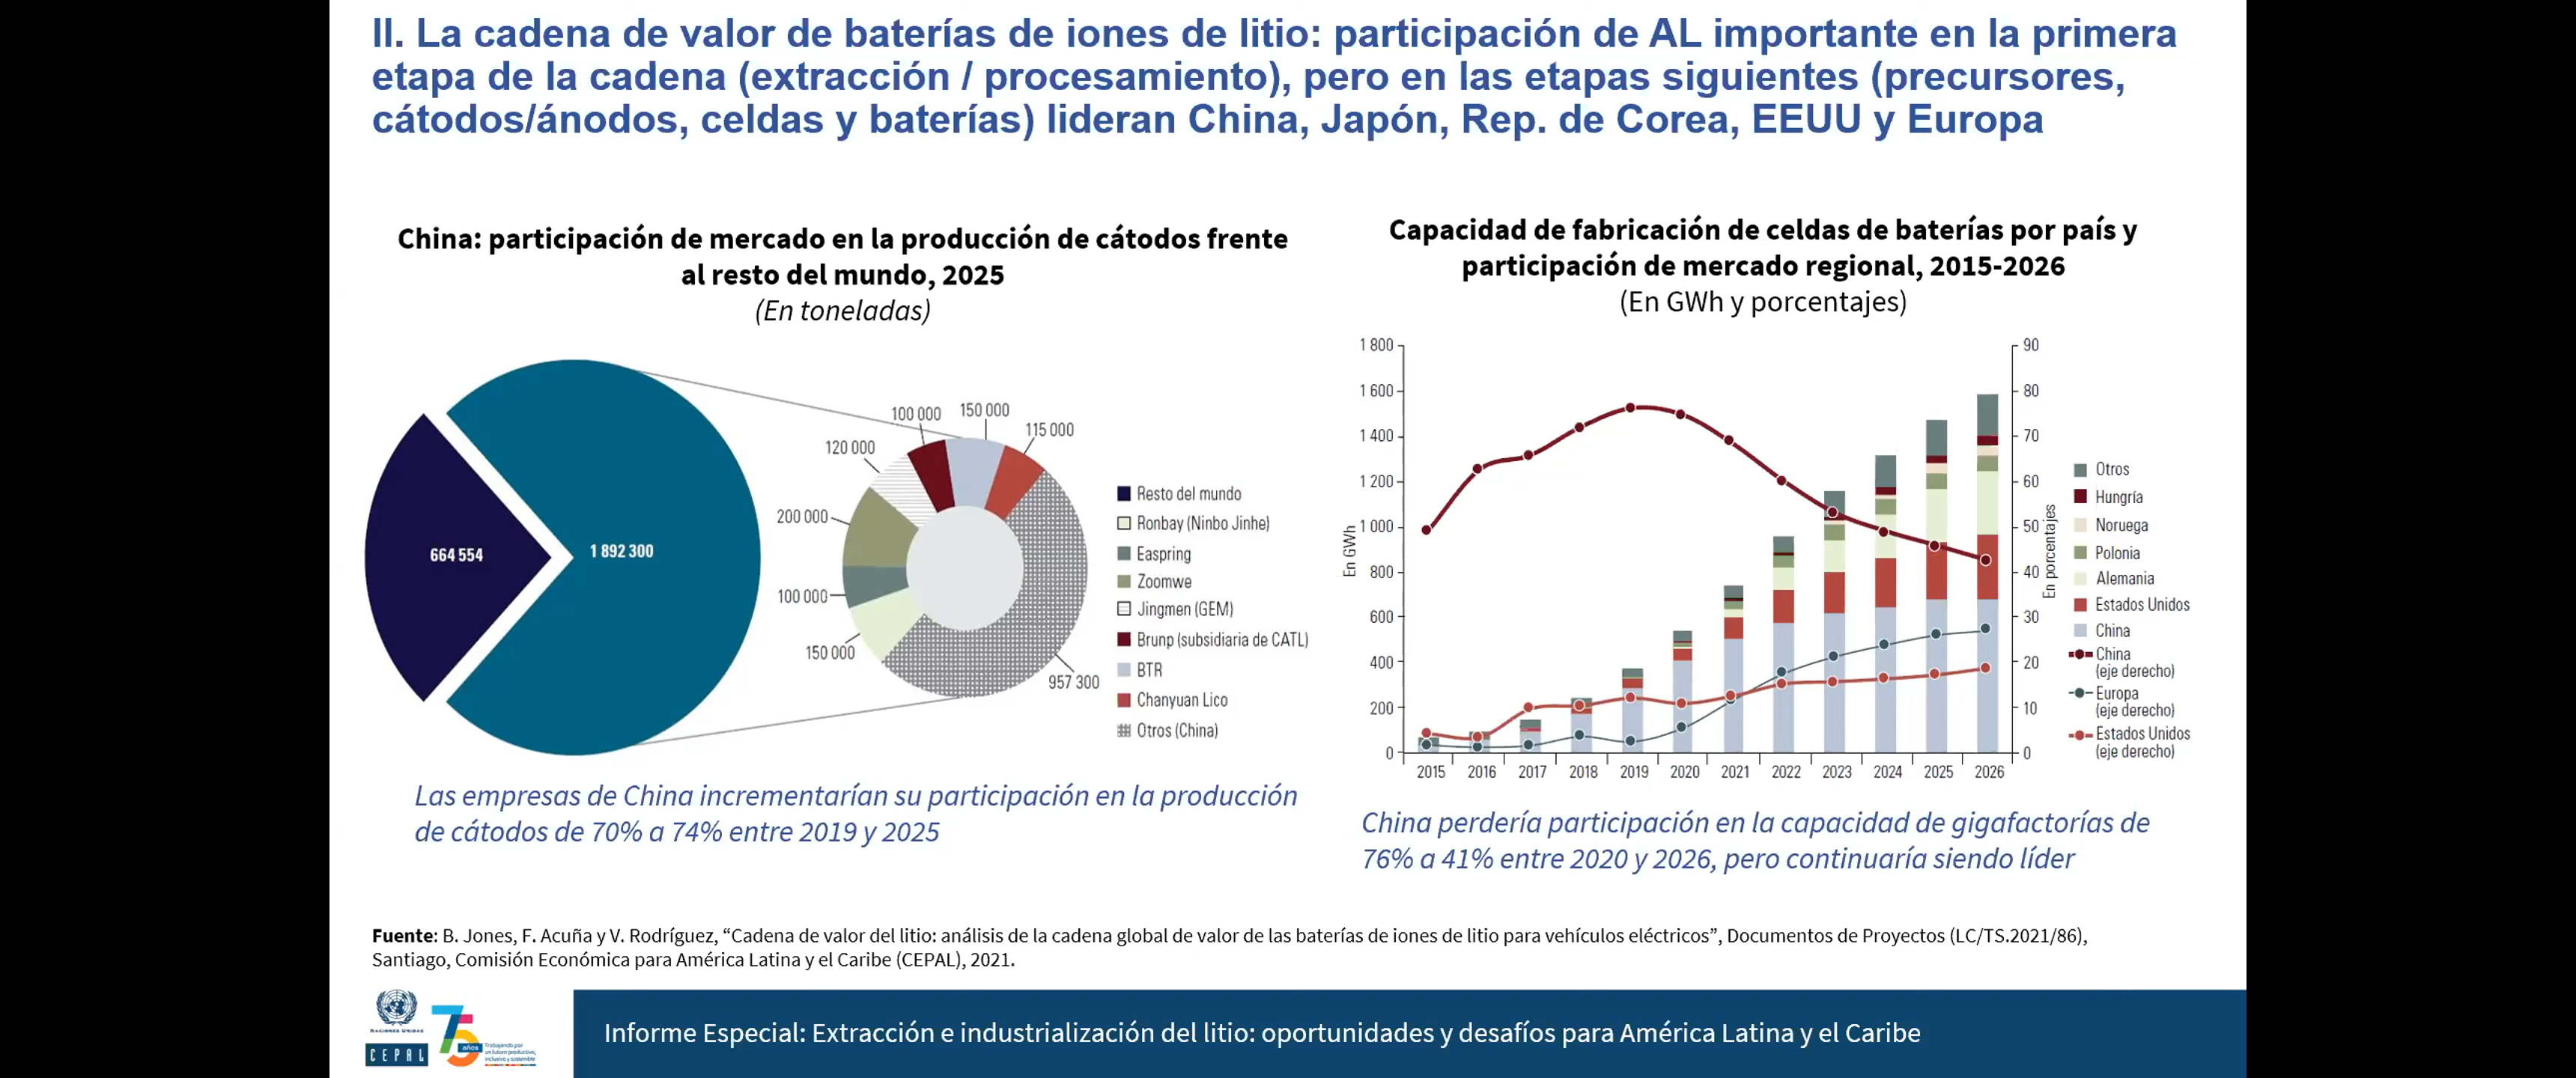 II. La cadena de valor de baterías de iones de litio: participación de AL importante en la primera
etapa de la cadena (extracción / procesamiento), pero en las etapas siguientes (precursores,
cátodos/ánodos, celdas y baterías) lideran China, Japón, Rep. de Corea, EEUU y Europa
China: participación de mercado en la producción de cátodos frente
al resto del mundo, 2025
(En toneladas)
664 554
1 892 300
100 000
150 000
115 000
120 000
200 000
100 000
150 000
957 300
Resto del mundo
Ronbay (Ninbo Jinhe)
Easpring
Zoomwe
Jingmen (GEM)
Brunp (subsidiaria de CATL)
BTR
Chanyuan Lico
Otros (China)
Las empresas de China incrementarían su participación en la producción
de cátodos de 70% a 74% entre 2019 y 2025
Capacidad de fabricación de celdas de baterías por país y
participación de mercado regional, 2015-2026
(En GWh y porcentajes)
En GWh
1 800
1 600
1 400
1 200
1 000
800
600
400
200
0
90
80
70
60
50
40
30
20
10
0
En porcentajes
2015 2016 2017 2018 2019 2020 2021 2022 2023 2024 2025 2026
Otros
Hungría
Noruega
Polonia
Alemania
Estados Unidos
China
China
(eje derecho)
Europa
(eje derecho)
Estados Unidos
(eje derecho)
China perdería participación en la capacidad de gigafactorías de
76% a 41% entre 2020 y 2026, pero continuaría siendo líder
Fuente: B. Jones, F. Acuña y V. Rodríguez, “Cadena de valor del litio: análisis de la cadena global de valor de las baterías de iones de litio para vehículos eléctricos”, Documentos de Proyectos (LC/TS.2021/86),
Santiago, Comisión Económica para América Latina y el Caribe (CEPAL), 2021.
NACIONES UNIDAS
CEPAL
75
años
Trabajando por
un futuro productivo,
inclusivo y sostenible
Informe Especial: Extracción e industrialización del litio: oportunidades y desafíos para América Latina y el Caribe